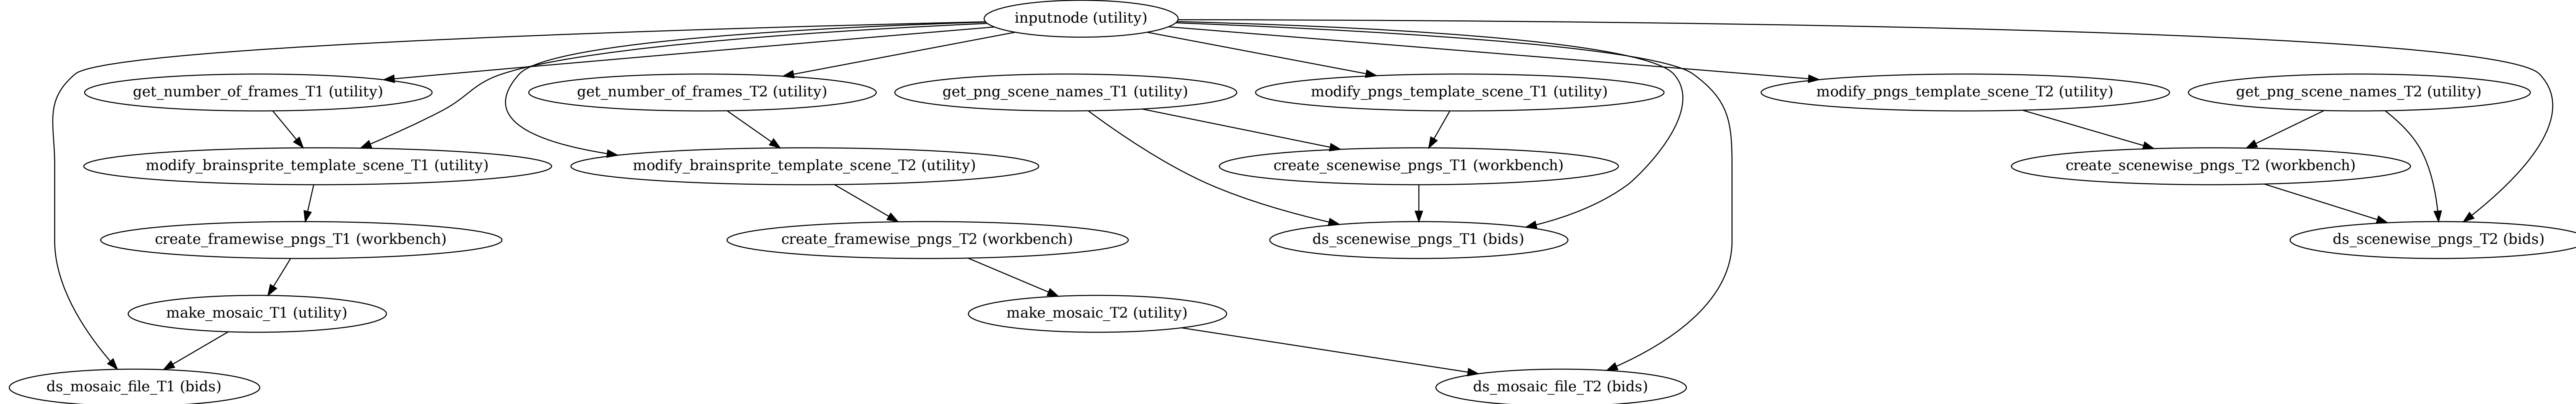 inputnode (utility)
get_number_of_frames_T1 (utility)
get_number_of_frames_T2 (utility)
get_png_scene_names_T1 (utility)
modify_pngs_template_scene_T1 (utility)
modify_pngs_template_scene_T2 (utility)
get_png_scene_names_T2 (utility)
modify_brainsprite_template_scene_T1 (utility)
modify_brainsprite_template_scene_T2 (utility)
create_scenewise_pngs_T1 (workbench)
create_scenewise_pngs_T2 (workbench)
create_framewise_pngs_T1 (workbench)
create_framewise_pngs_T2 (workbench)
ds_scenewise_pngs_T1 (bids)
ds_scenewise_pngs_T2 (bids)
make_mosaic_T1 (utility)
make_mosaic_T2 (utility)
ds_mosaic_file_T1 (bids)
ds_mosaic_file_T2 (bids)